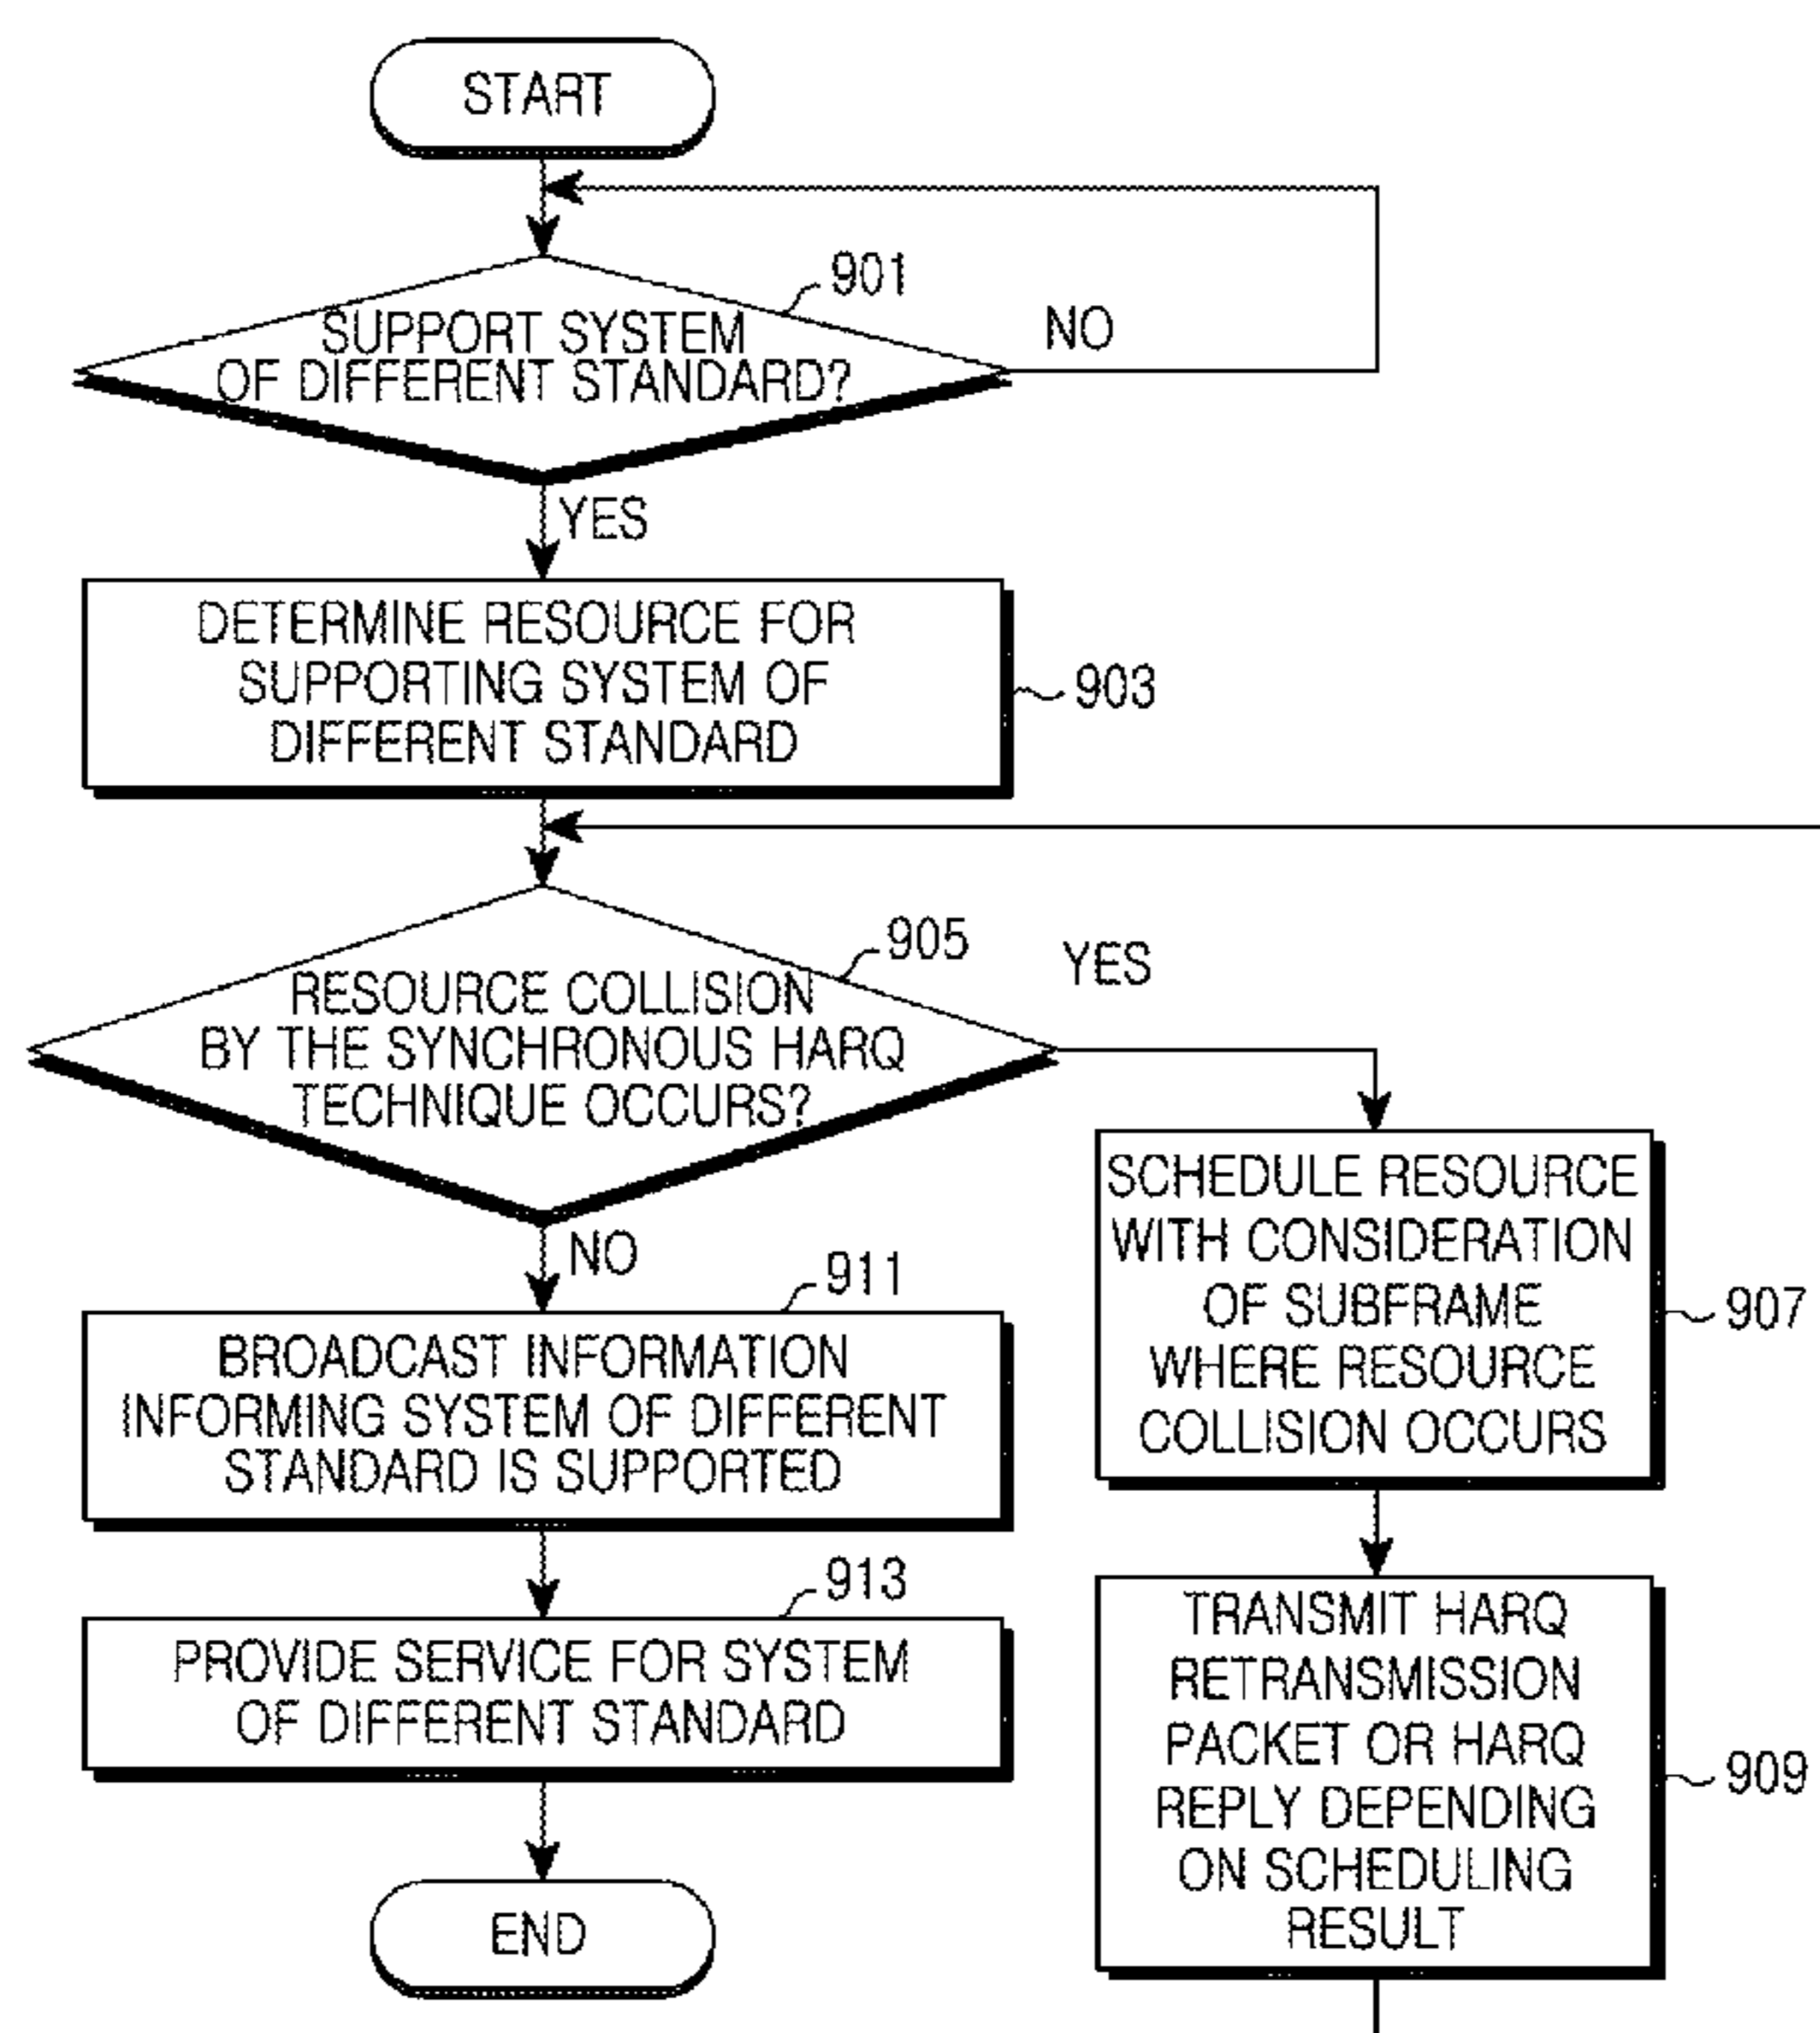 START
901
SUPPORT SYSTEM
OF DIFFERENT STANDARD?
NO
YES
DETERMINE RESOURCE FOR
SUPPORTING SYSTEM OF
DIFFERENT STANDARD
903
905
RESOURCE COLLISION
BY THE SYNCHRONOUS HARQ
TECHNIQUE OCCURS?
YES
NO
SCHEDULE RESOURCE
WITH CONSIDERATION
OF SUBFRAME
WHERE RESOURCE
COLLISION OCCURS
907
911
BROADCAST INFORMATION
INFORMING SYSTEM OF DIFFERENT
STANDARD IS SUPPORTED
913
PROVIDE SERVICE FOR SYSTEM
OF DIFFERENT STANDARD
TRANSMIT HARQ
RETRANSMISSION
PACKET OR HARQ
REPLY DEPENDING
ON SCHEDULING
RESULT
909
END